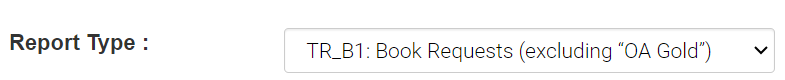 Report Type : TR_B1: Book Requests (excluding “OA Gold”)